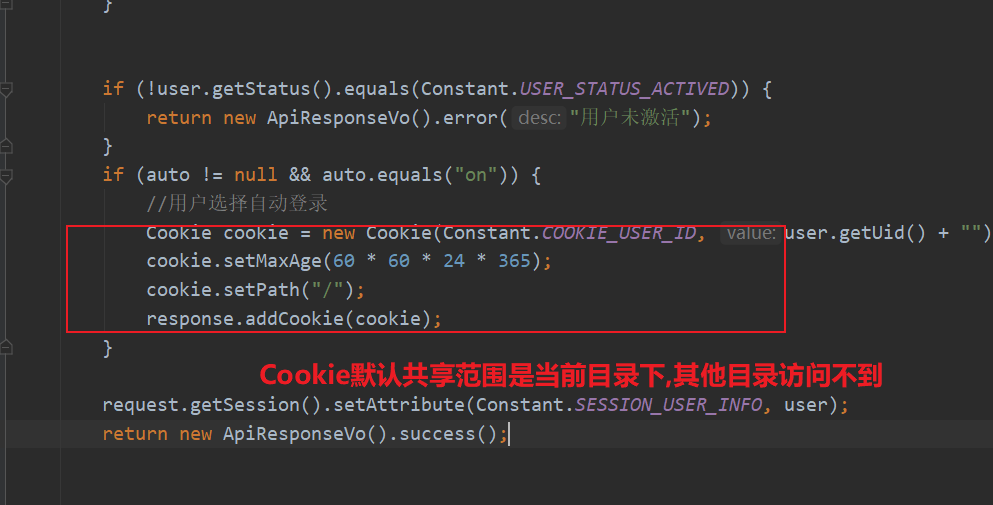 }
if (!user.getStatus().equals(Constant.USER_STATUS_ACTIVED)) {
return new ApiResponseVo().error( desc: "用户未激活");
}
if (auto != null && auto.equals("on")) {
//用户选择自动登录
Cookie cookie = new Cookie(Constant.COOKIE_USER_ID, value: user.getUid() + "")
cookie.setMaxAge(60 * 60 * 24 * 365);
cookie.setPath("/");
response.addCookie(cookie);
}
Cookie默认共享范围是当前目录下,其他目录访问不到
request.getSession().setAttribute(Constant.SESSION_USER_INFO, user);
return new ApiResponseVo().success();